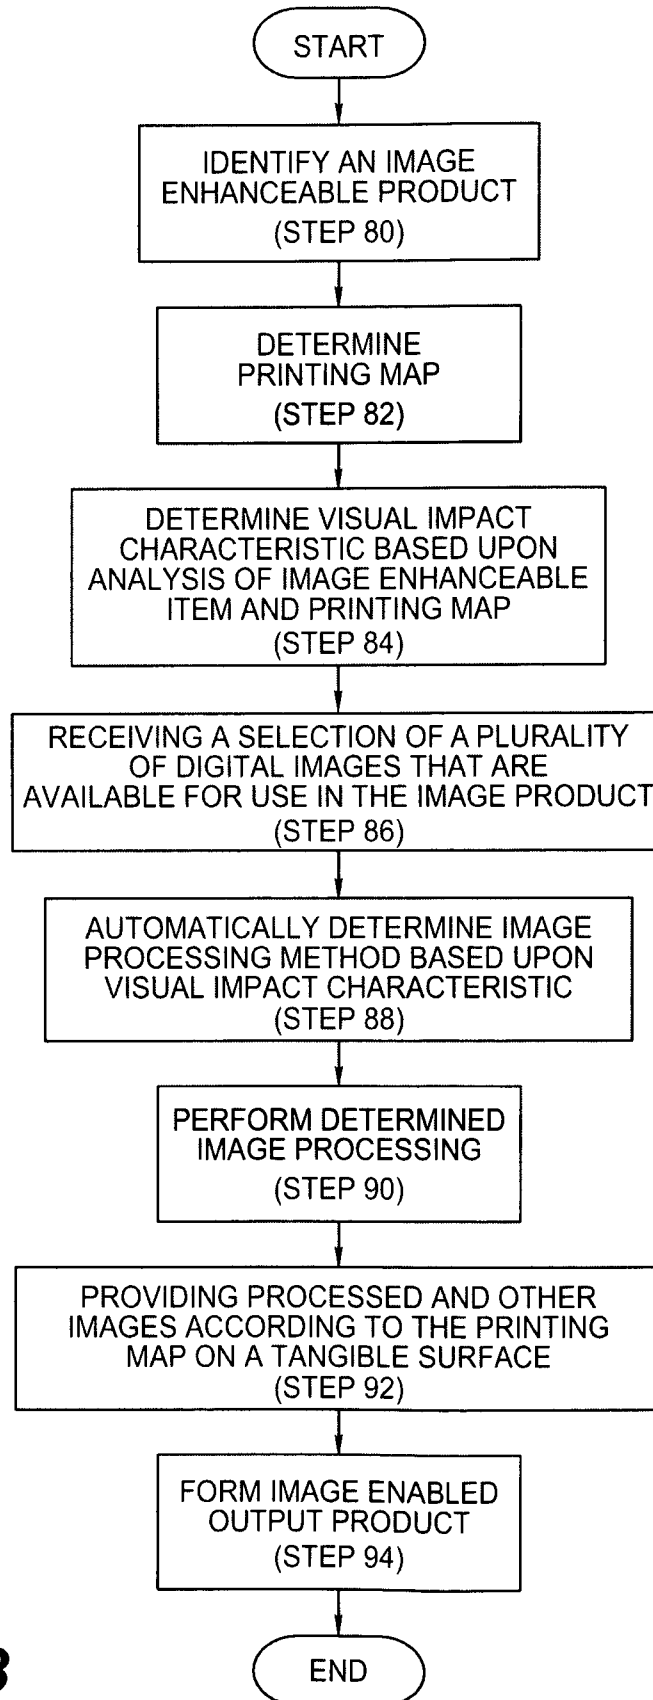 START
IDENTIFY AN IMAGE
ENHANCEABLE PRODUCT
(STEP 80)
DETERMINE
PRINTING MAP
(STEP 82)
DETERMINE VISUAL IMPACT
CHARACTERISTIC BASED UPON
ANALYSIS OF IMAGE ENHANCEABLE
ITEM AND PRINTING MAP
(STEP 84)
RECEIVING A SELECTION OF A PLURALITY
OF DIGITAL IMAGES THAT ARE
AVAILABLE FOR USE IN THE IMAGE PRODUCT
(STEP 86)
AUTOMATICALLY DETERMINE IMAGE
PROCESSING METHOD BASED UPON
VISUAL IMPACT CHARACTERISTIC
(STEP 88)
PERFORM DETERMINED
IMAGE PROCESSING
(STEP 90)
PROVIDING PROCESSED AND OTHER
IMAGES ACCORDING TO THE PRINTING
MAP ON A TANGIBLE SURFACE
(STEP 92)
FORM IMAGE ENABLED
OUTPUT PRODUCT
(STEP 94)
END